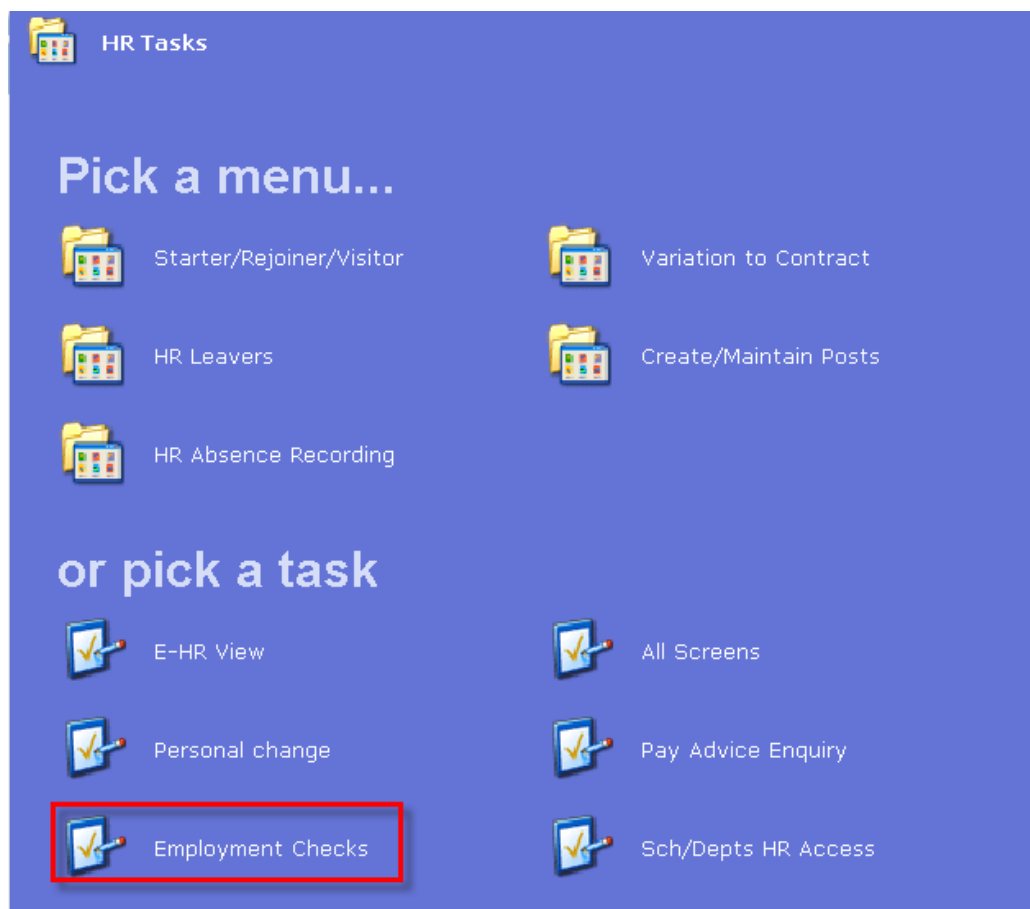 HR Tasks
Pick a menu...
Starter/Rejoiner/Visitor
Variation to Contract
HR Leavers
Create/Maintain Posts
HR Absence Recording
or pick a task
E-HR View
All Screens
Personal change
Pay Advice Enquiry
Employment Checks
Sch/Depts HR Access